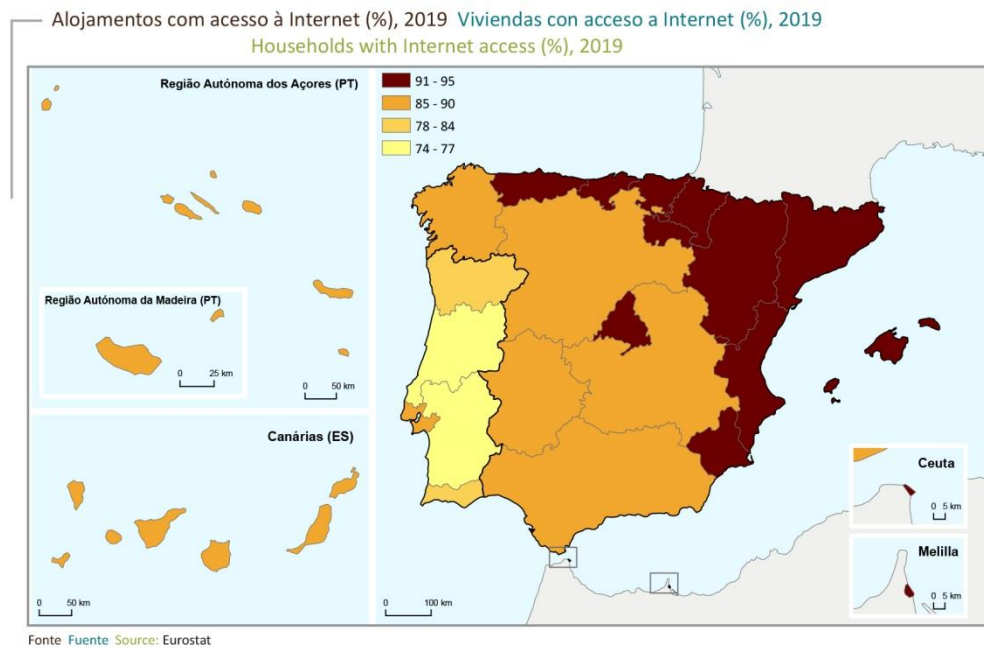 Alojamentos com acesso à Internet (%), 2019 Viviendas con acceso a Internet (%), 2019
Households with Internet access (%), 2019
Região Autónoma dos Açores (PT)
91 - 95
85 - 90
78 - 84
74 - 77
Região Autónoma da Madeira (PT)
0 25 km
0 50 km
Canárias (ES)
0 50 km
0 100 km
Ceuta
0 5 km
Melilla
0 5 km
Fonte Fuente Source: Eurostat